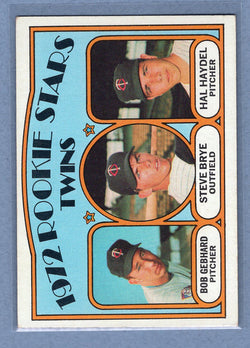 1972 ROOKIE STARS
TWINS
HAL HAYDEL
PITCHER
STEVE BRYE
OUTFIELD
BOB GEBHARD
PITCHER